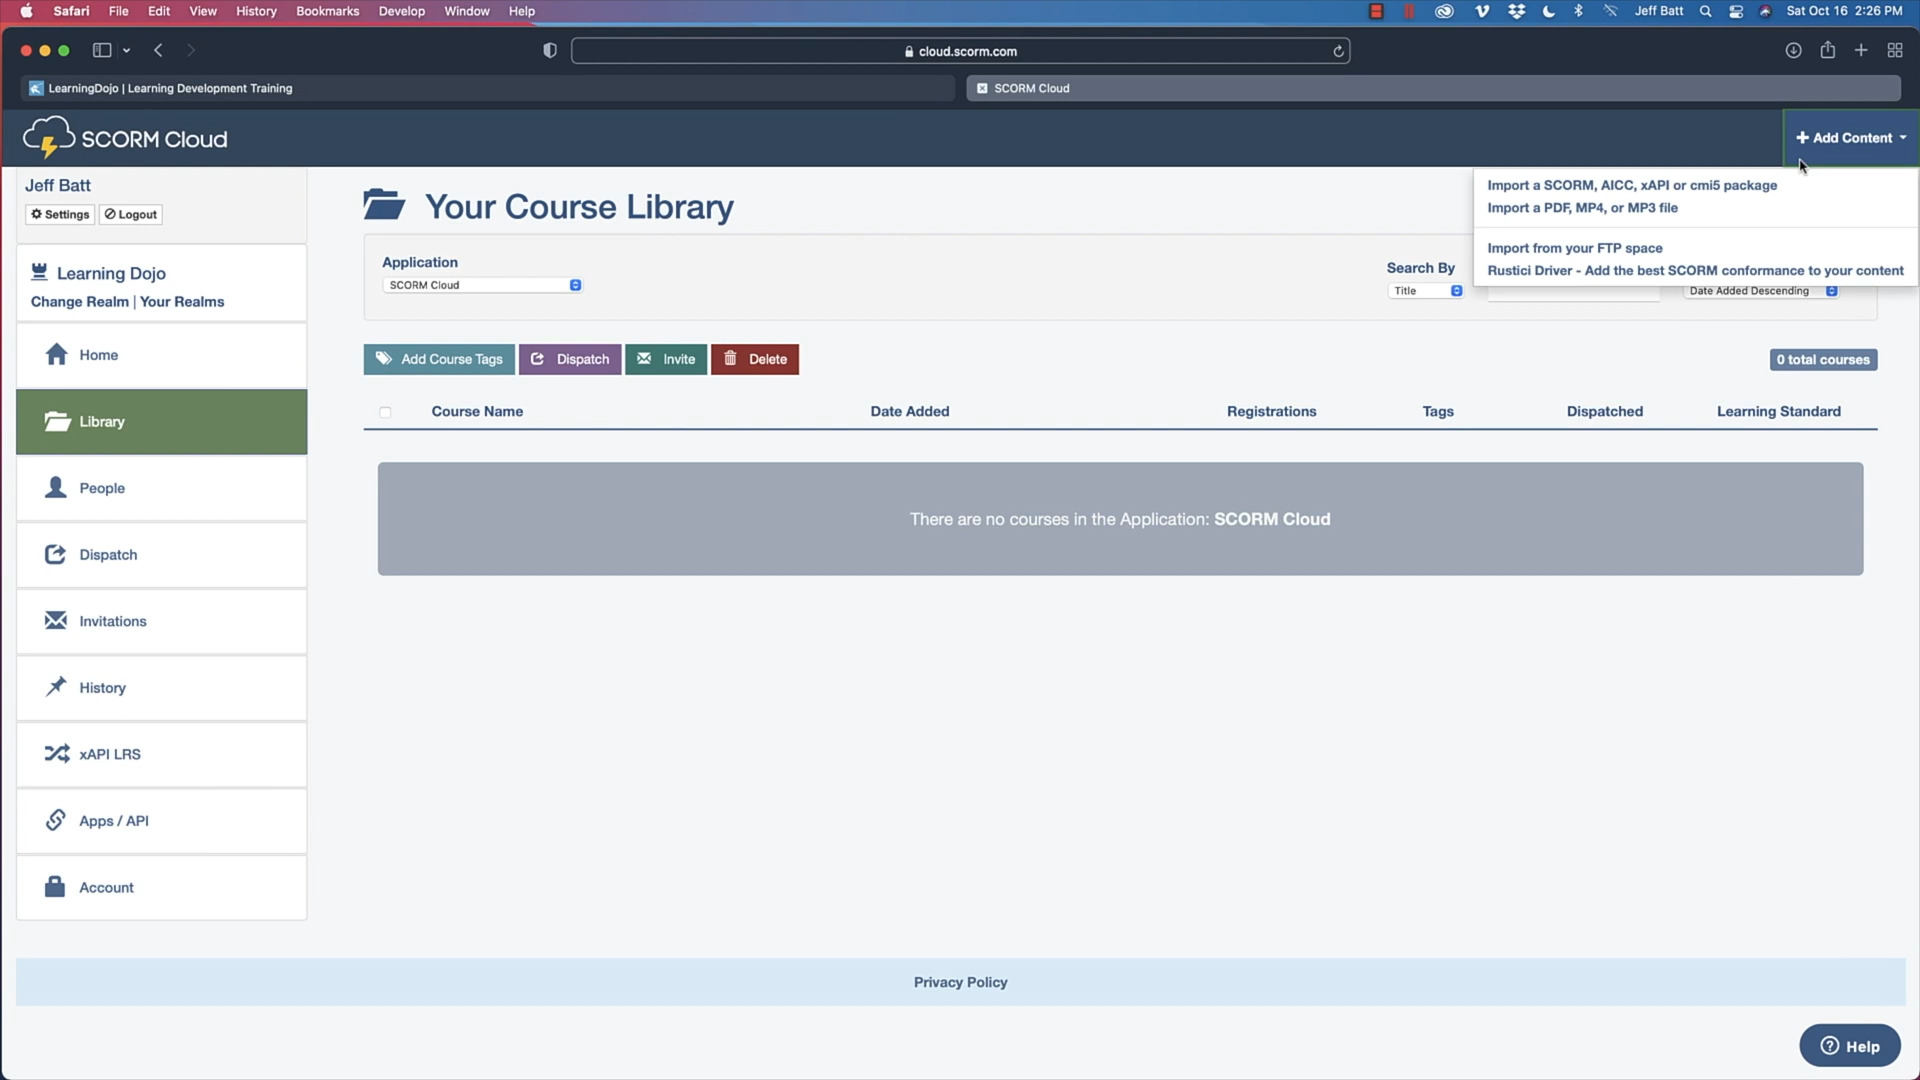 Safari File Edit View History Bookmarks Develop Window Help Jeff Batt Sat Oct 16 2:26 PM
cloud.scorm.com
LearningDojo | Learning Development Training
SCORM Cloud
SCORM Cloud
Add Content
Jeff Batt
Settings Logout
Import a SCORM, AICC, xAPI or cmi5 package
Import a PDF, MP4, or MP3 file
Import from your FTP space
Rustici Driver - Add the best SCORM conformance to your content
Your Course Library
Application
SCORM Cloud
Search By
Title
Date Added Descending
Learning Dojo
Change Realm | Your Realms
Home
Library
People
Dispatch
Invitations
History
xAPI LRS
Apps / API
Account
Add Course Tags Dispatch Invite Delete
0 total courses
Course Name Date Added Registrations Tags Dispatched Learning Standard
There are no courses in the Application: SCORM Cloud
Privacy Policy
Help